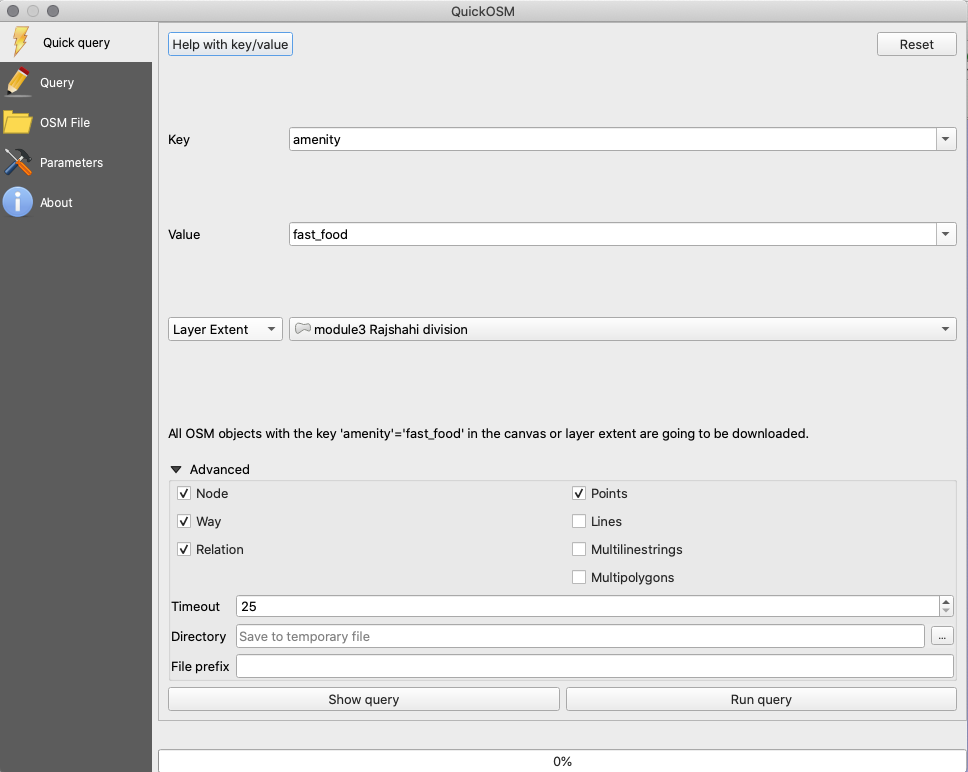 QuickOSM
Quick query
Query
OSM File
Parameters
About
Help with key/value
Reset
Key
amenity
Value
fast_food
Layer Extent
module3 Rajshahi division
All OSM objects with the key 'amenity'='fast_food' in the canvas or layer extent are going to be downloaded.
Advanced
Node
Points
Way
Lines
Relation
Multilinestrings
Multipolygons
Timeout
25
Directory
Save to temporary file
...
File prefix
Show query
Run query
0%